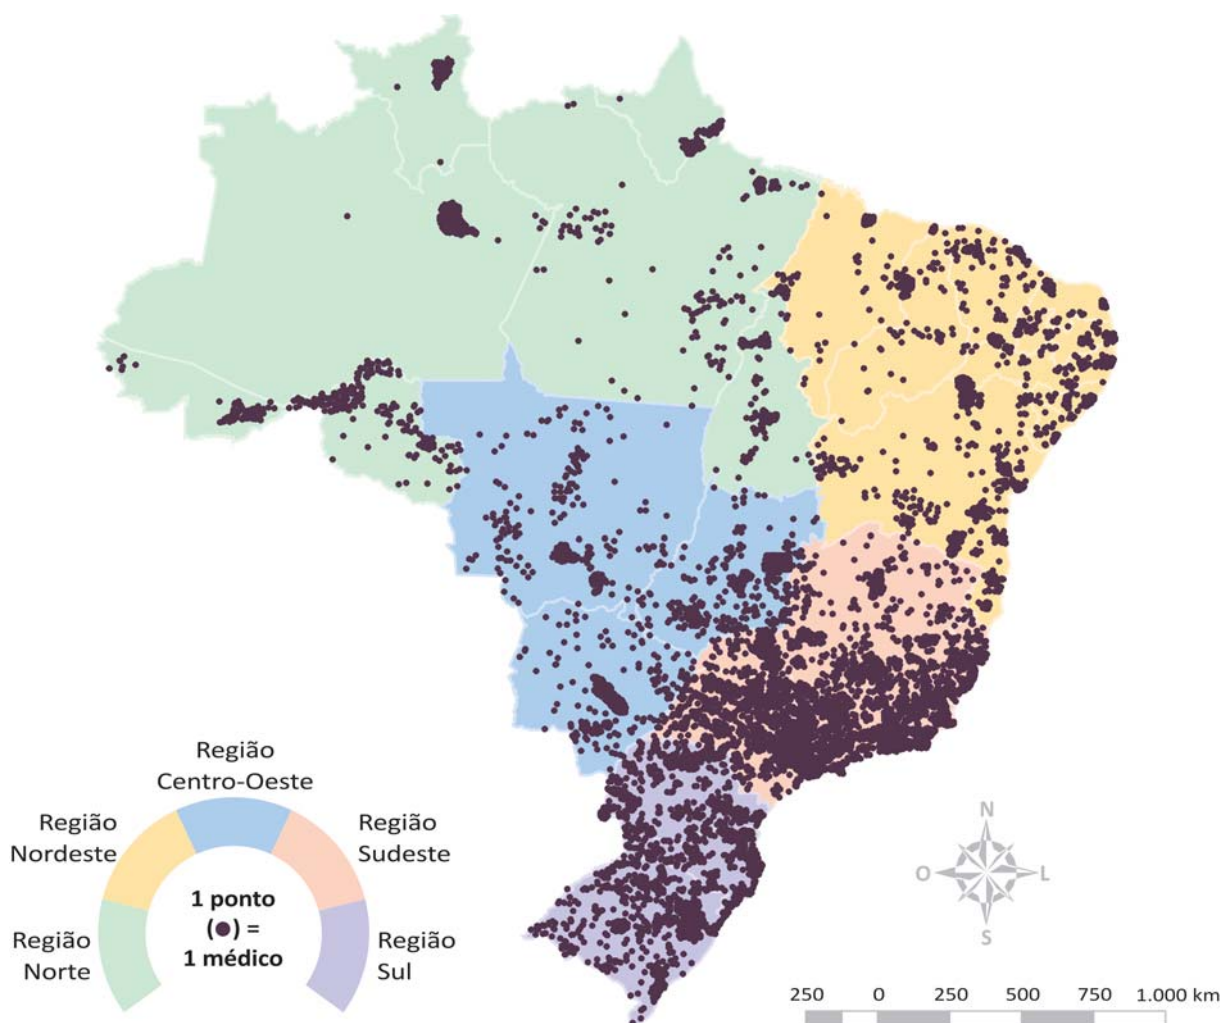 Região
Centro-Oeste
Região
Nordeste
Região
Sudeste
Região
Norte
Região
Sul
1 ponto
(●) =
1 médico
N
O
L
S
250 0 250 500 750 1.000 km